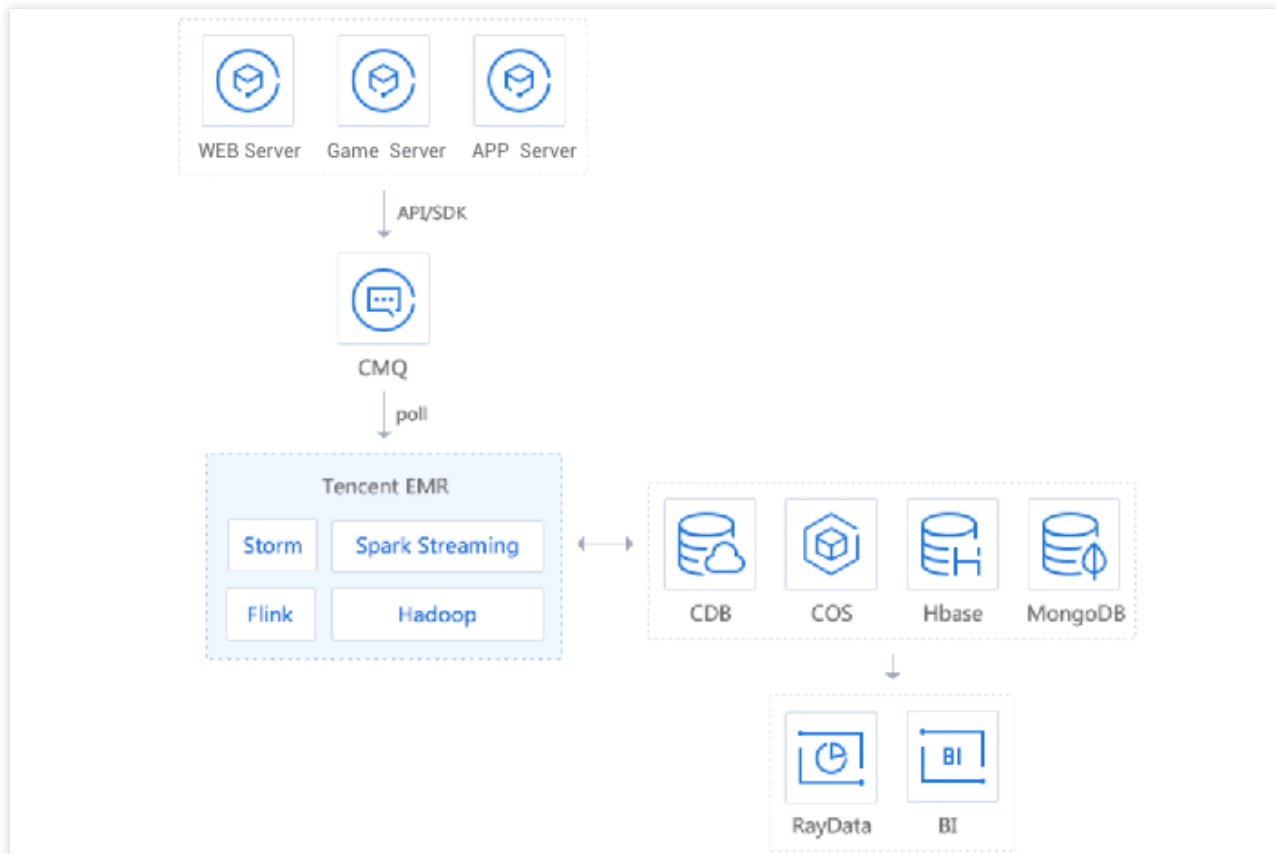 WEB Server Game Server APP Server
API/SDK
CMQ
poll
Tencent EMR
Storm Spark Streaming
Flink Hadoop
CDB COS Hbase MongoDB
BI
RayData BI